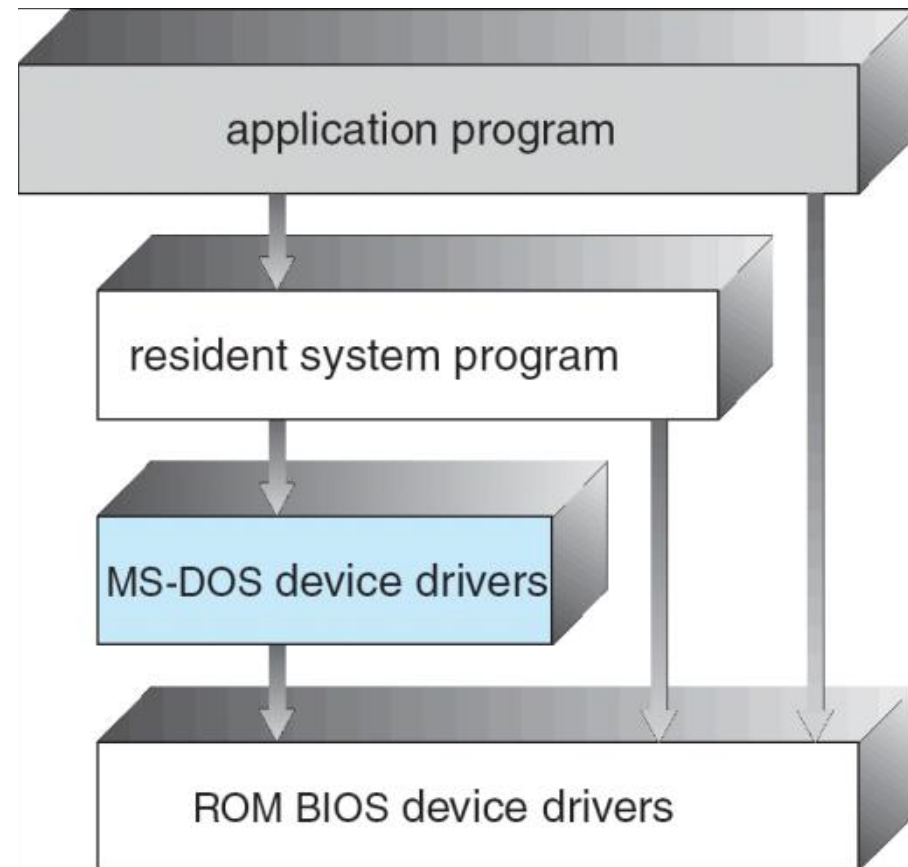 application program
resident system program
MS-DOS device drivers
ROM BIOS device drivers